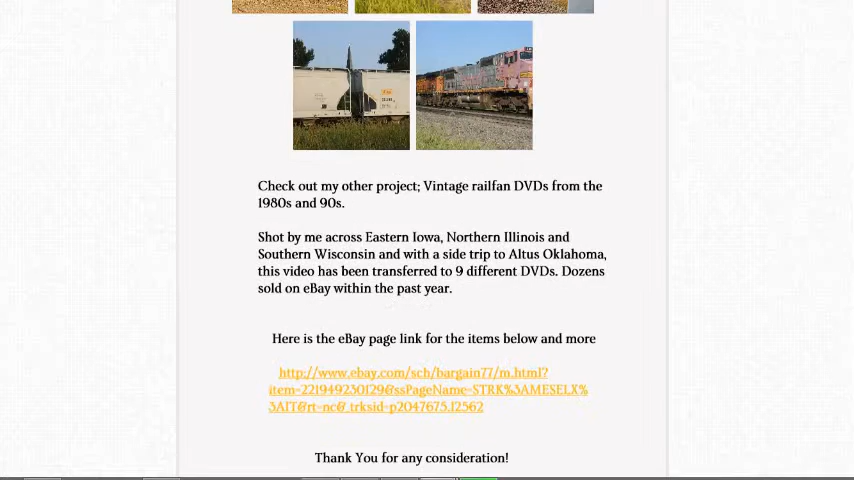 Check out my other project; Vintage railfan DVDs from the
1980s and 90s.
Shot by me across Eastern Iowa, Northern Illinois and
Southern Wisconsin and with a side trip to Altus Oklahoma,
this video has been transferred to 9 different DVDs. Dozens
sold on eBay within the past year.
Here is the eBay page link for the items below and more
http://www.ebay.com/sch/bargain77/m.html?
item=221949230129&ssPageName=STRK%3AMESELX%
3AIT&rt=nc&_trksid=p2047675.l2562
Thank You for any consideration!